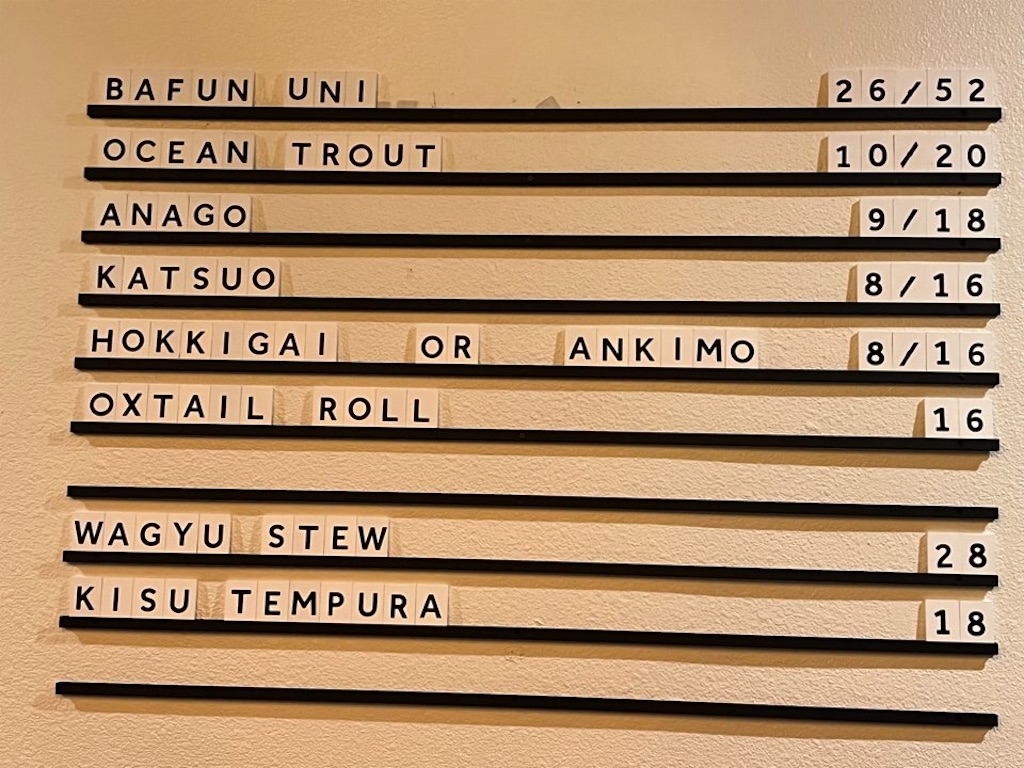 BAFUN UNI 26/52
OCEAN TROUT 10/20
ANAGO 9/18
KATSUO 8/16
HOKKIGAI OR ANKIMO 8/16
OXTAIL ROLL 16
WAGYU STEW 28
KISU TEMPURA 18